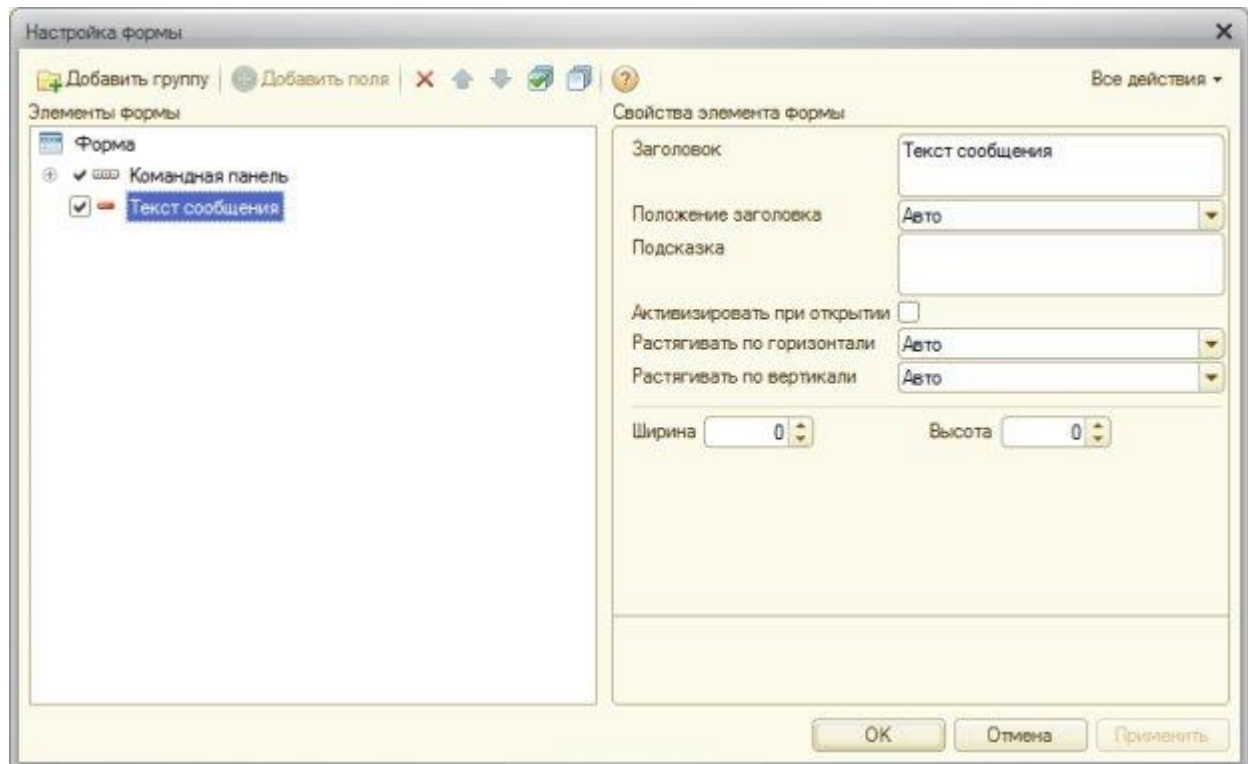 Настройка формы
Добавить группу Добавить поля Все действия
Элементы формы Свойства элемента формы
Форма
Командная панель
Текст сообщения
Заголовок Текст сообщения
Положение заголовка Авто
Подсказка
Активизировать при открытии
Растягивать по горизонтали Авто
Растягивать по вертикали Авто
Ширина 0 Высота 0
OK Отмена Применить